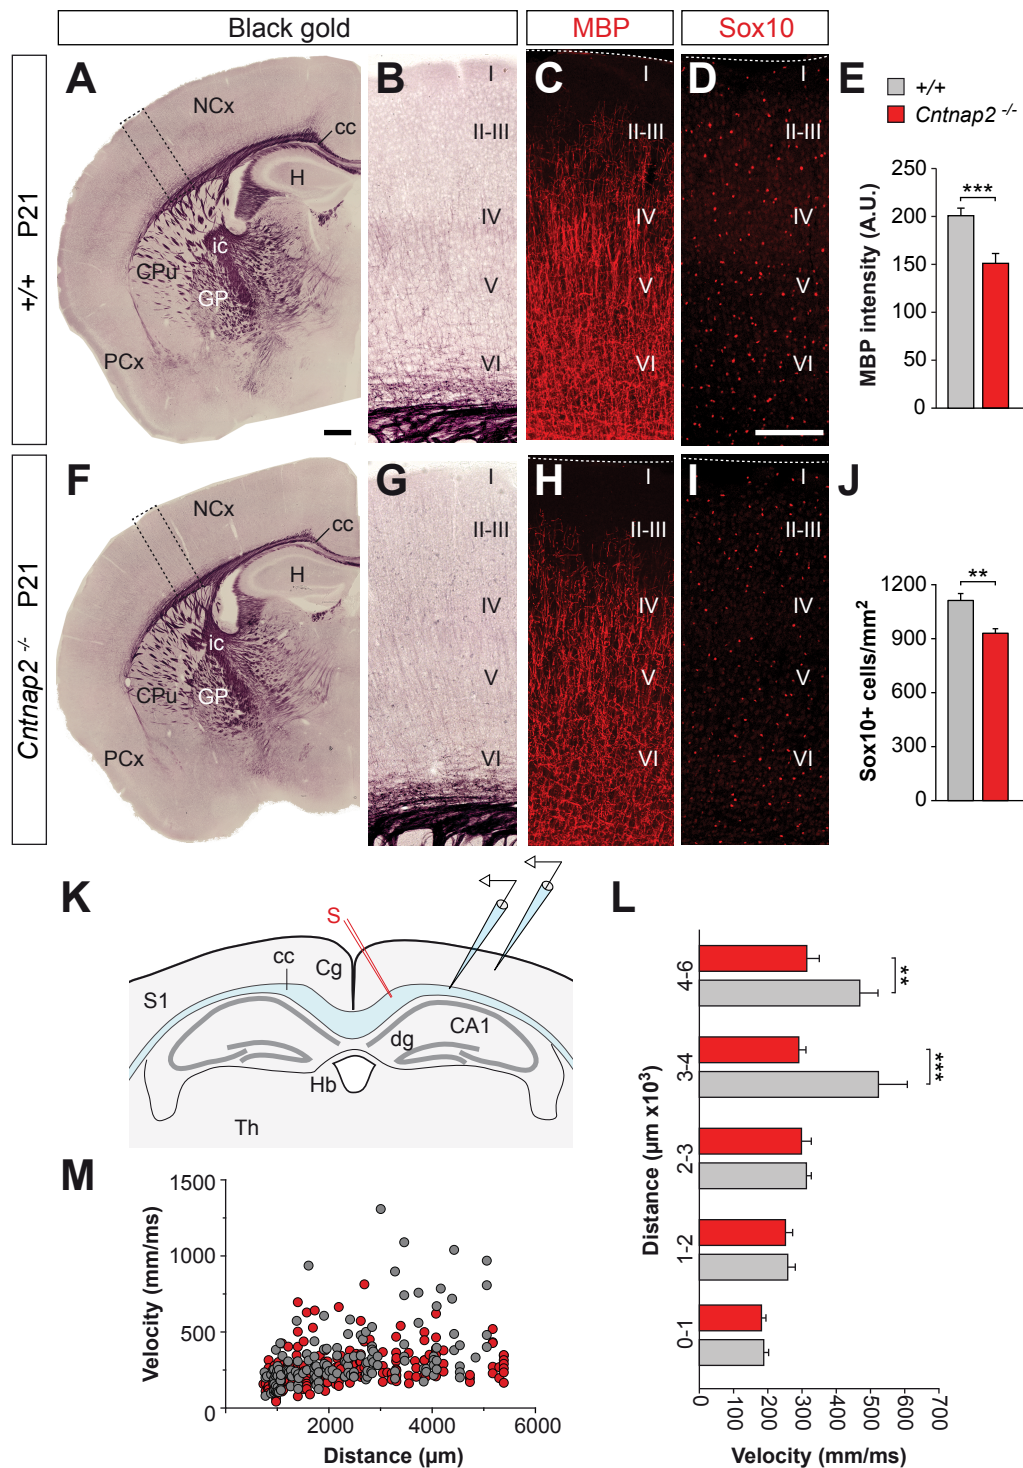 Black gold
MBP
Sox10
+/+ P21
A
NCx
cc
H
ic
CPu
GP
PCx
B
I
II-III
IV
V
VI
C
I
II-III
IV
V
VI
D
I
II-III
IV
V
VI
E
+/+
Cntnap2 -/-
MBP intensity (A.U.)
250
200
150
100
50
0
***
Cntnap2 -/- P21
F
NCx
cc
H
ic
CPu
GP
PCx
G
I
II-III
IV
V
VI
H
I
II-III
IV
V
VI
I
I
II-III
IV
V
VI
J
Sox10+ cells/mm²
1200
900
600
300
0
**
K
S
cc
Cg
S1
CA1
dg
Hb
Th
L
Distance (µm x10³)
4-6
3-4
2-3
1-2
0-1
**
***
0
100
200
300
400
500
600
700
Velocity (mm/ms)
M
Velocity (mm/ms)
1500
1000
500
0
2000
4000
6000
Distance (µm)